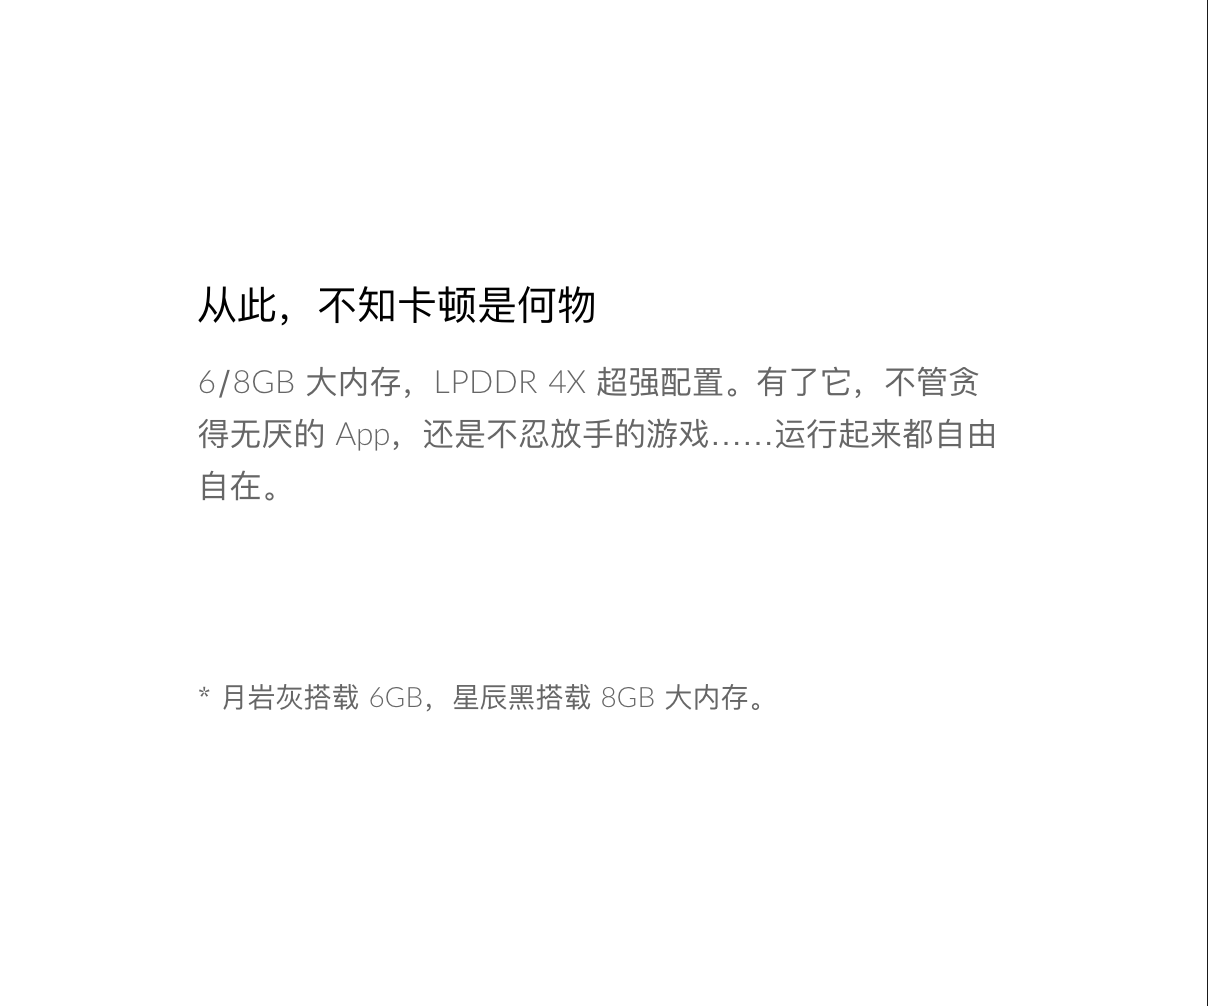 从此，不知卡顿是何物
6/8GB 大内存，LPDDR 4X 超强配置。有了它，不管贪
得无厌的 App，还是不忍放手的游戏......运行起来都自由
自在。
* 月岩灰搭载 6GB，星辰黑搭载 8GB 大内存。